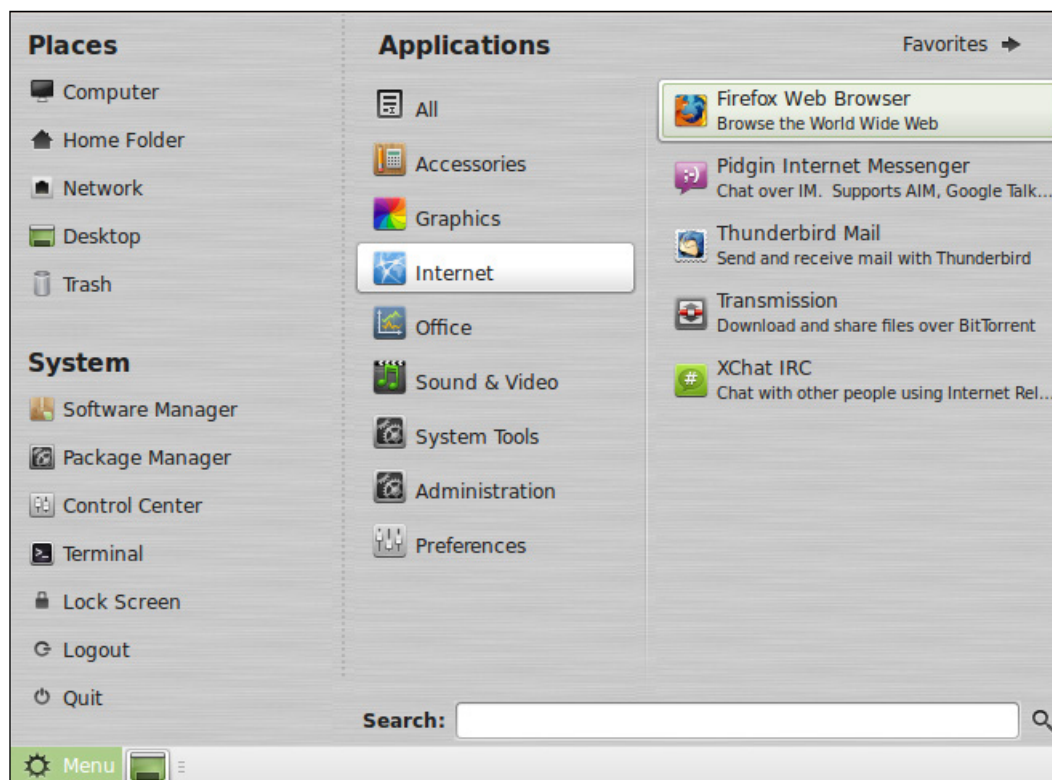 Places
Computer
Home Folder
Network
Desktop
Trash
System
Software Manager
Package Manager
Control Center
Terminal
Lock Screen
Logout
Quit
Applications
Favorites
All
Accessories
Graphics
Internet
Office
Sound & Video
System Tools
Administration
Preferences
Firefox Web Browser
Browse the World Wide Web
Pidgin Internet Messenger
Chat over IM.  Supports AIM, Google Talk...
Thunderbird Mail
Send and receive mail with Thunderbird
Transmission
Download and share files over BitTorrent
XChat IRC
Chat with other people using Internet Rel...
Search:
Menu